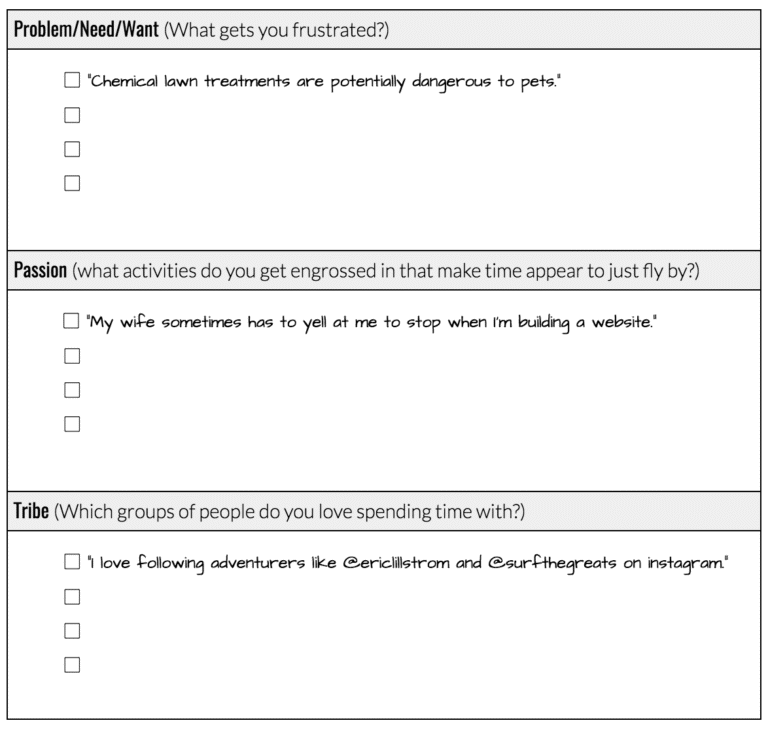 Problem/Need/Want (What gets you frustrated?)
"Chemical lawn treatments are potentially dangerous to pets."
Passion (what activities do you get engrossed in that make time appear to just fly by?)
"My wife sometimes has to yell at me to stop when I'm building a website."
Tribe (Which groups of people do you love spending time with?)
"I love following adventurers like @ericlillstrom and @surfthegreats on instagram."